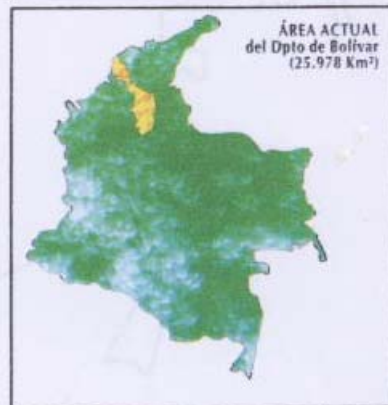 ÁREA ACTUAL
del Dpto de Bolívar
(25.978 Km²)